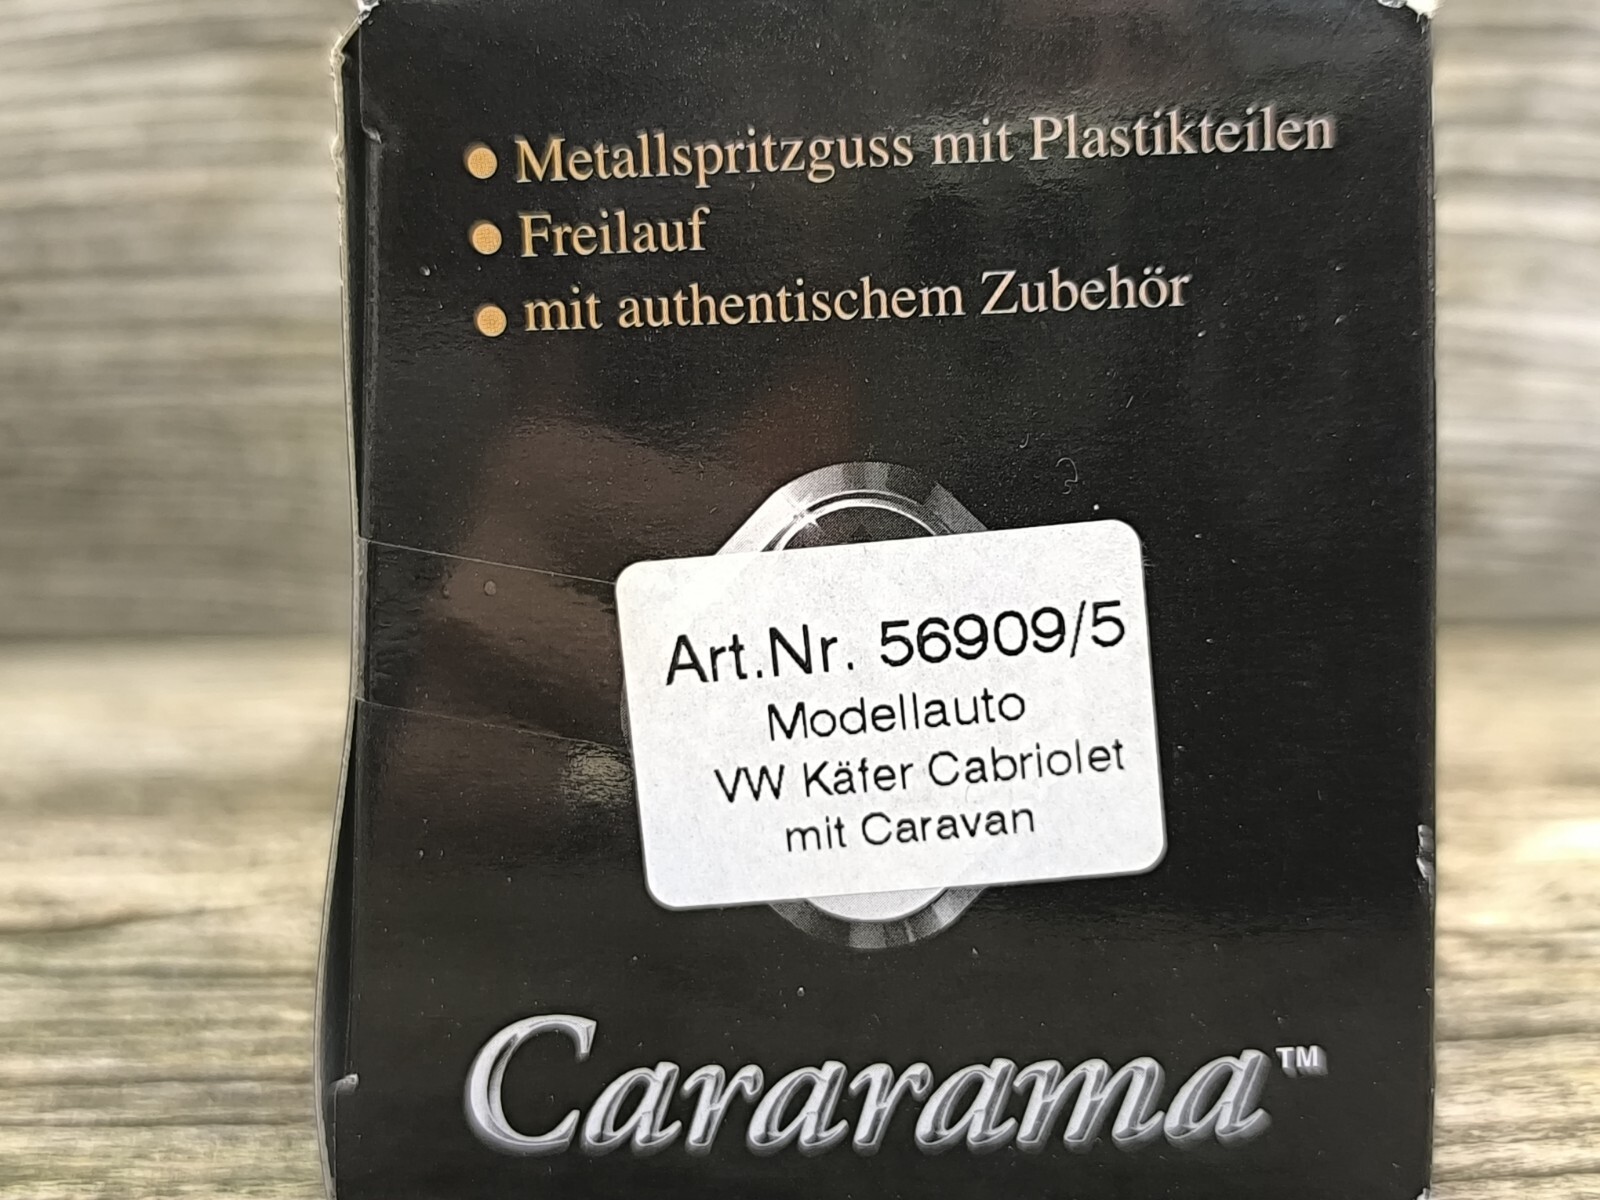 • Metallspritzguss mit Plastikteilen
• Freilauf
• mit authentischem Zubehör
Art.Nr. 56909/5
Modellauto
VW Käfer Cabriolet
mit Caravan
Cararama™